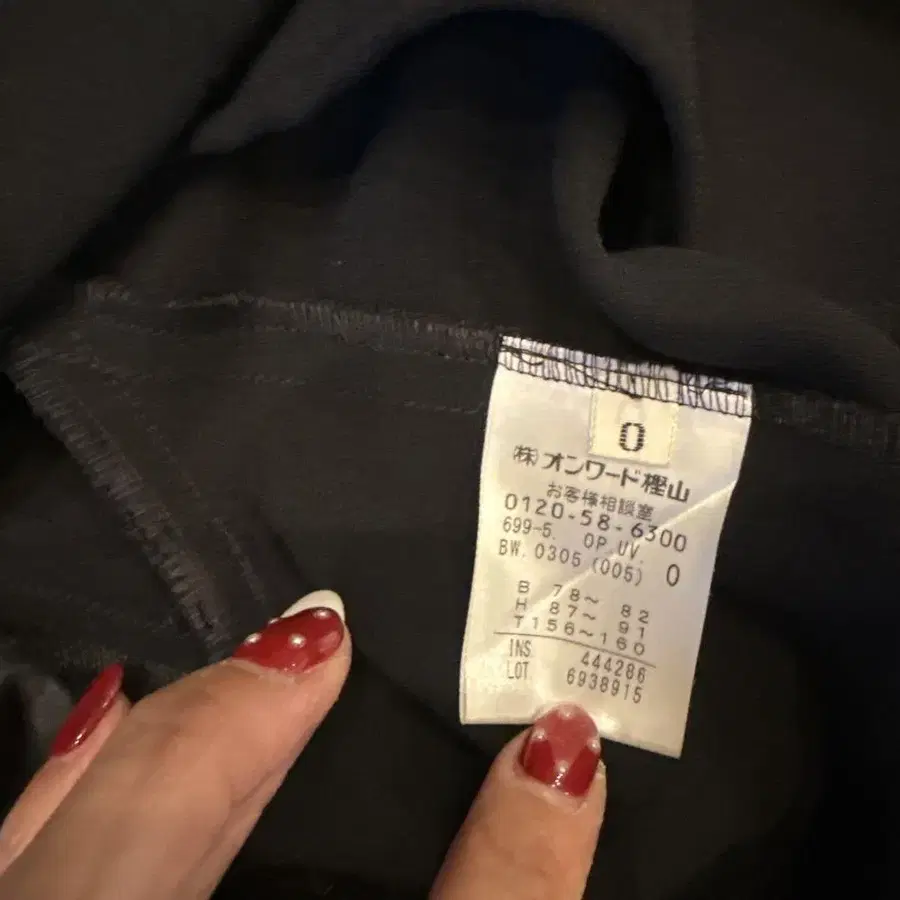 0
㈱オンワード樫山
お客様相談室
0120-58-6300
699-5. OP.UV.
BW.0305 (005) 0
B 78~ 82
H 87~ 91
T156~160
INS 444286
LOT 6938915